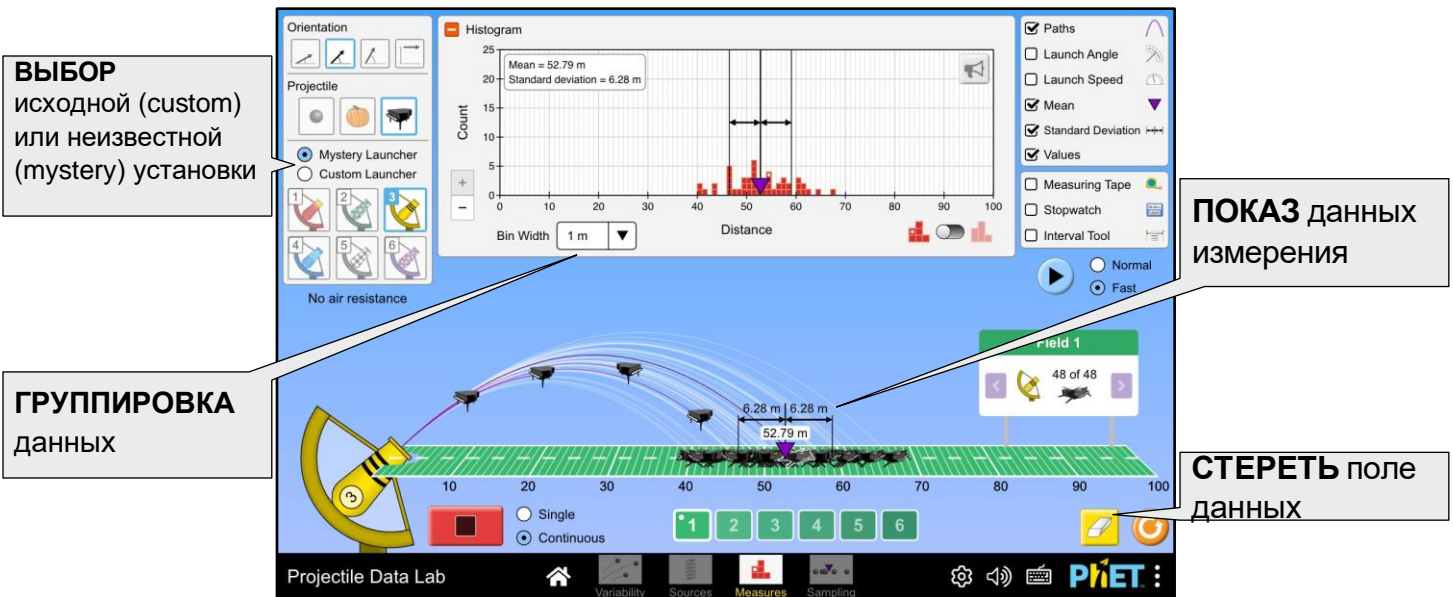 ВЫБОР
исходной (custom)
или неизвестной
(mystery) установки
ГРУППИРОВКА
данных
Orientation
Projectile
Mystery Launcher
Custom Launcher
1 2 3
4 5 6
No air resistance
Histogram
Mean = 52.79 m
Standard deviation = 6.28 m
Count
25
20
15
10
5
0
0 10 20 30 40 50 60 70 80 90 100
Distance
+
−
Bin Width 1 m
Paths
Launch Angle
Launch Speed
Mean
Standard Deviation
Values
Measuring Tape
Stopwatch
Interval Tool
Normal
Fast
Field 1
48 of 48
6.28 m 6.28 m
52.79 m
3
10 20 30 40 50 60 70 80 90 100
Single
Continuous
1 2 3 4 5 6
Projectile Data Lab
Variability Sources Measures Sampling
PhET
ПОКАЗ данных
измерения
СТЕРЕТЬ поле
данных